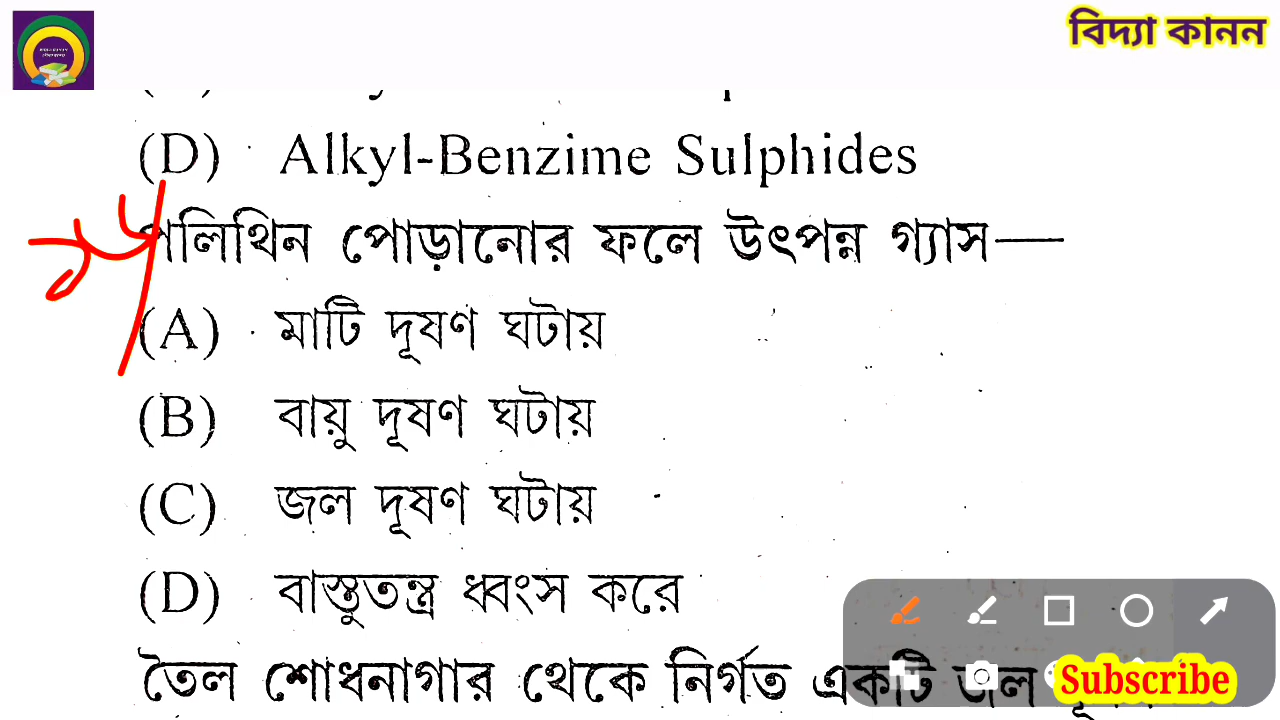 বিদ্যা কানন
(D) Alkyl-Benzime Sulphides
পলিথিন পোড়ানোর ফলে উৎপন্ন গ্যাস—
(A) মাটি দূষণ ঘটায়
(B) বায়ু দূষণ ঘটায়
(C) জল দূষণ ঘটায়
(D) বাস্তুতন্ত্র ধ্বংস করে
তৈল শোধনাগার থেকে নির্গত একটি জল
Subscribe